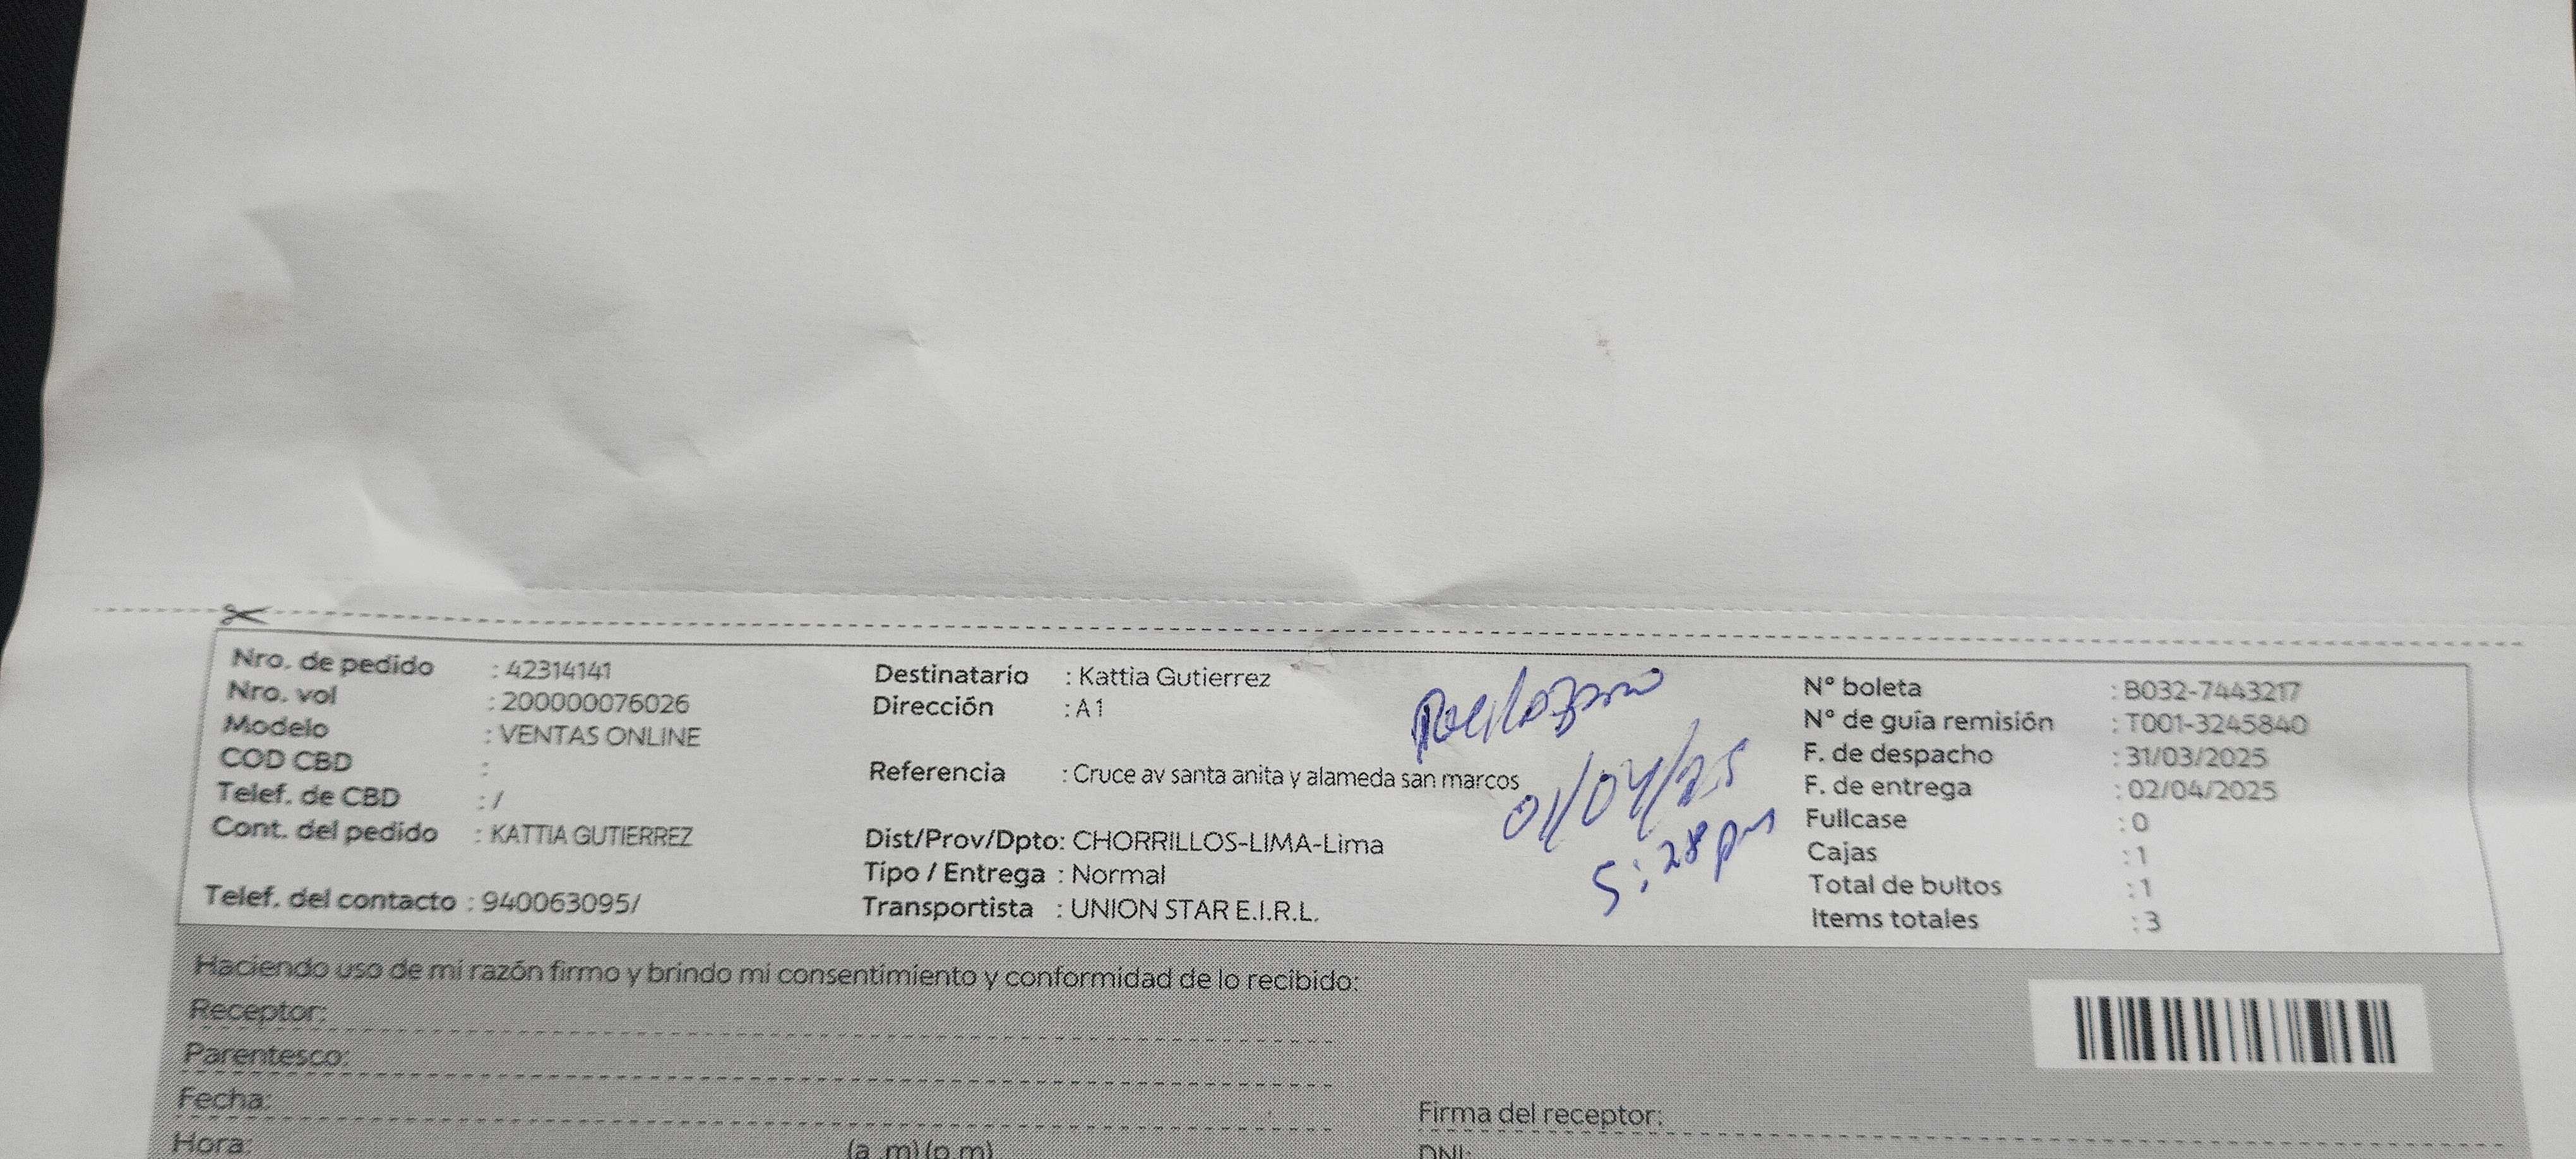 Nro. de pedido : 42314141
Nro. vol : 200000076026
Modelo : VENTAS ONLINE
COD CBD :
Telef. de CBD : /
Cont. del pedido : KATTIA GUTIERREZ
Telef. del contacto : 940063095/
Destinatario : Kattia Gutierrez
Dirección : A1
Referencia : Cruce av santa anita y alameda san marcos
Dist/Prov/Dpto: CHORRILLOS-LIMA-Lima
Tipo / Entrega : Normal
Transportista : UNION STAR E.I.R.L.
01/04/25
5:28 pm
N° boleta : B032-7443217
N° de guía remisión : T001-3245840
F. de despacho : 31/03/2025
F. de entrega : 02/04/2025
Fullcase : 0
Cajas : 1
Total de bultos : 1
Items totales : 3
Haciendo uso de mi razón firmo y brindo mi consentimiento y conformidad de lo recibido:
Receptor:
Parentesco:
Fecha:
Hora: (a .m) (p.m)
Firma del receptor:
DNI: